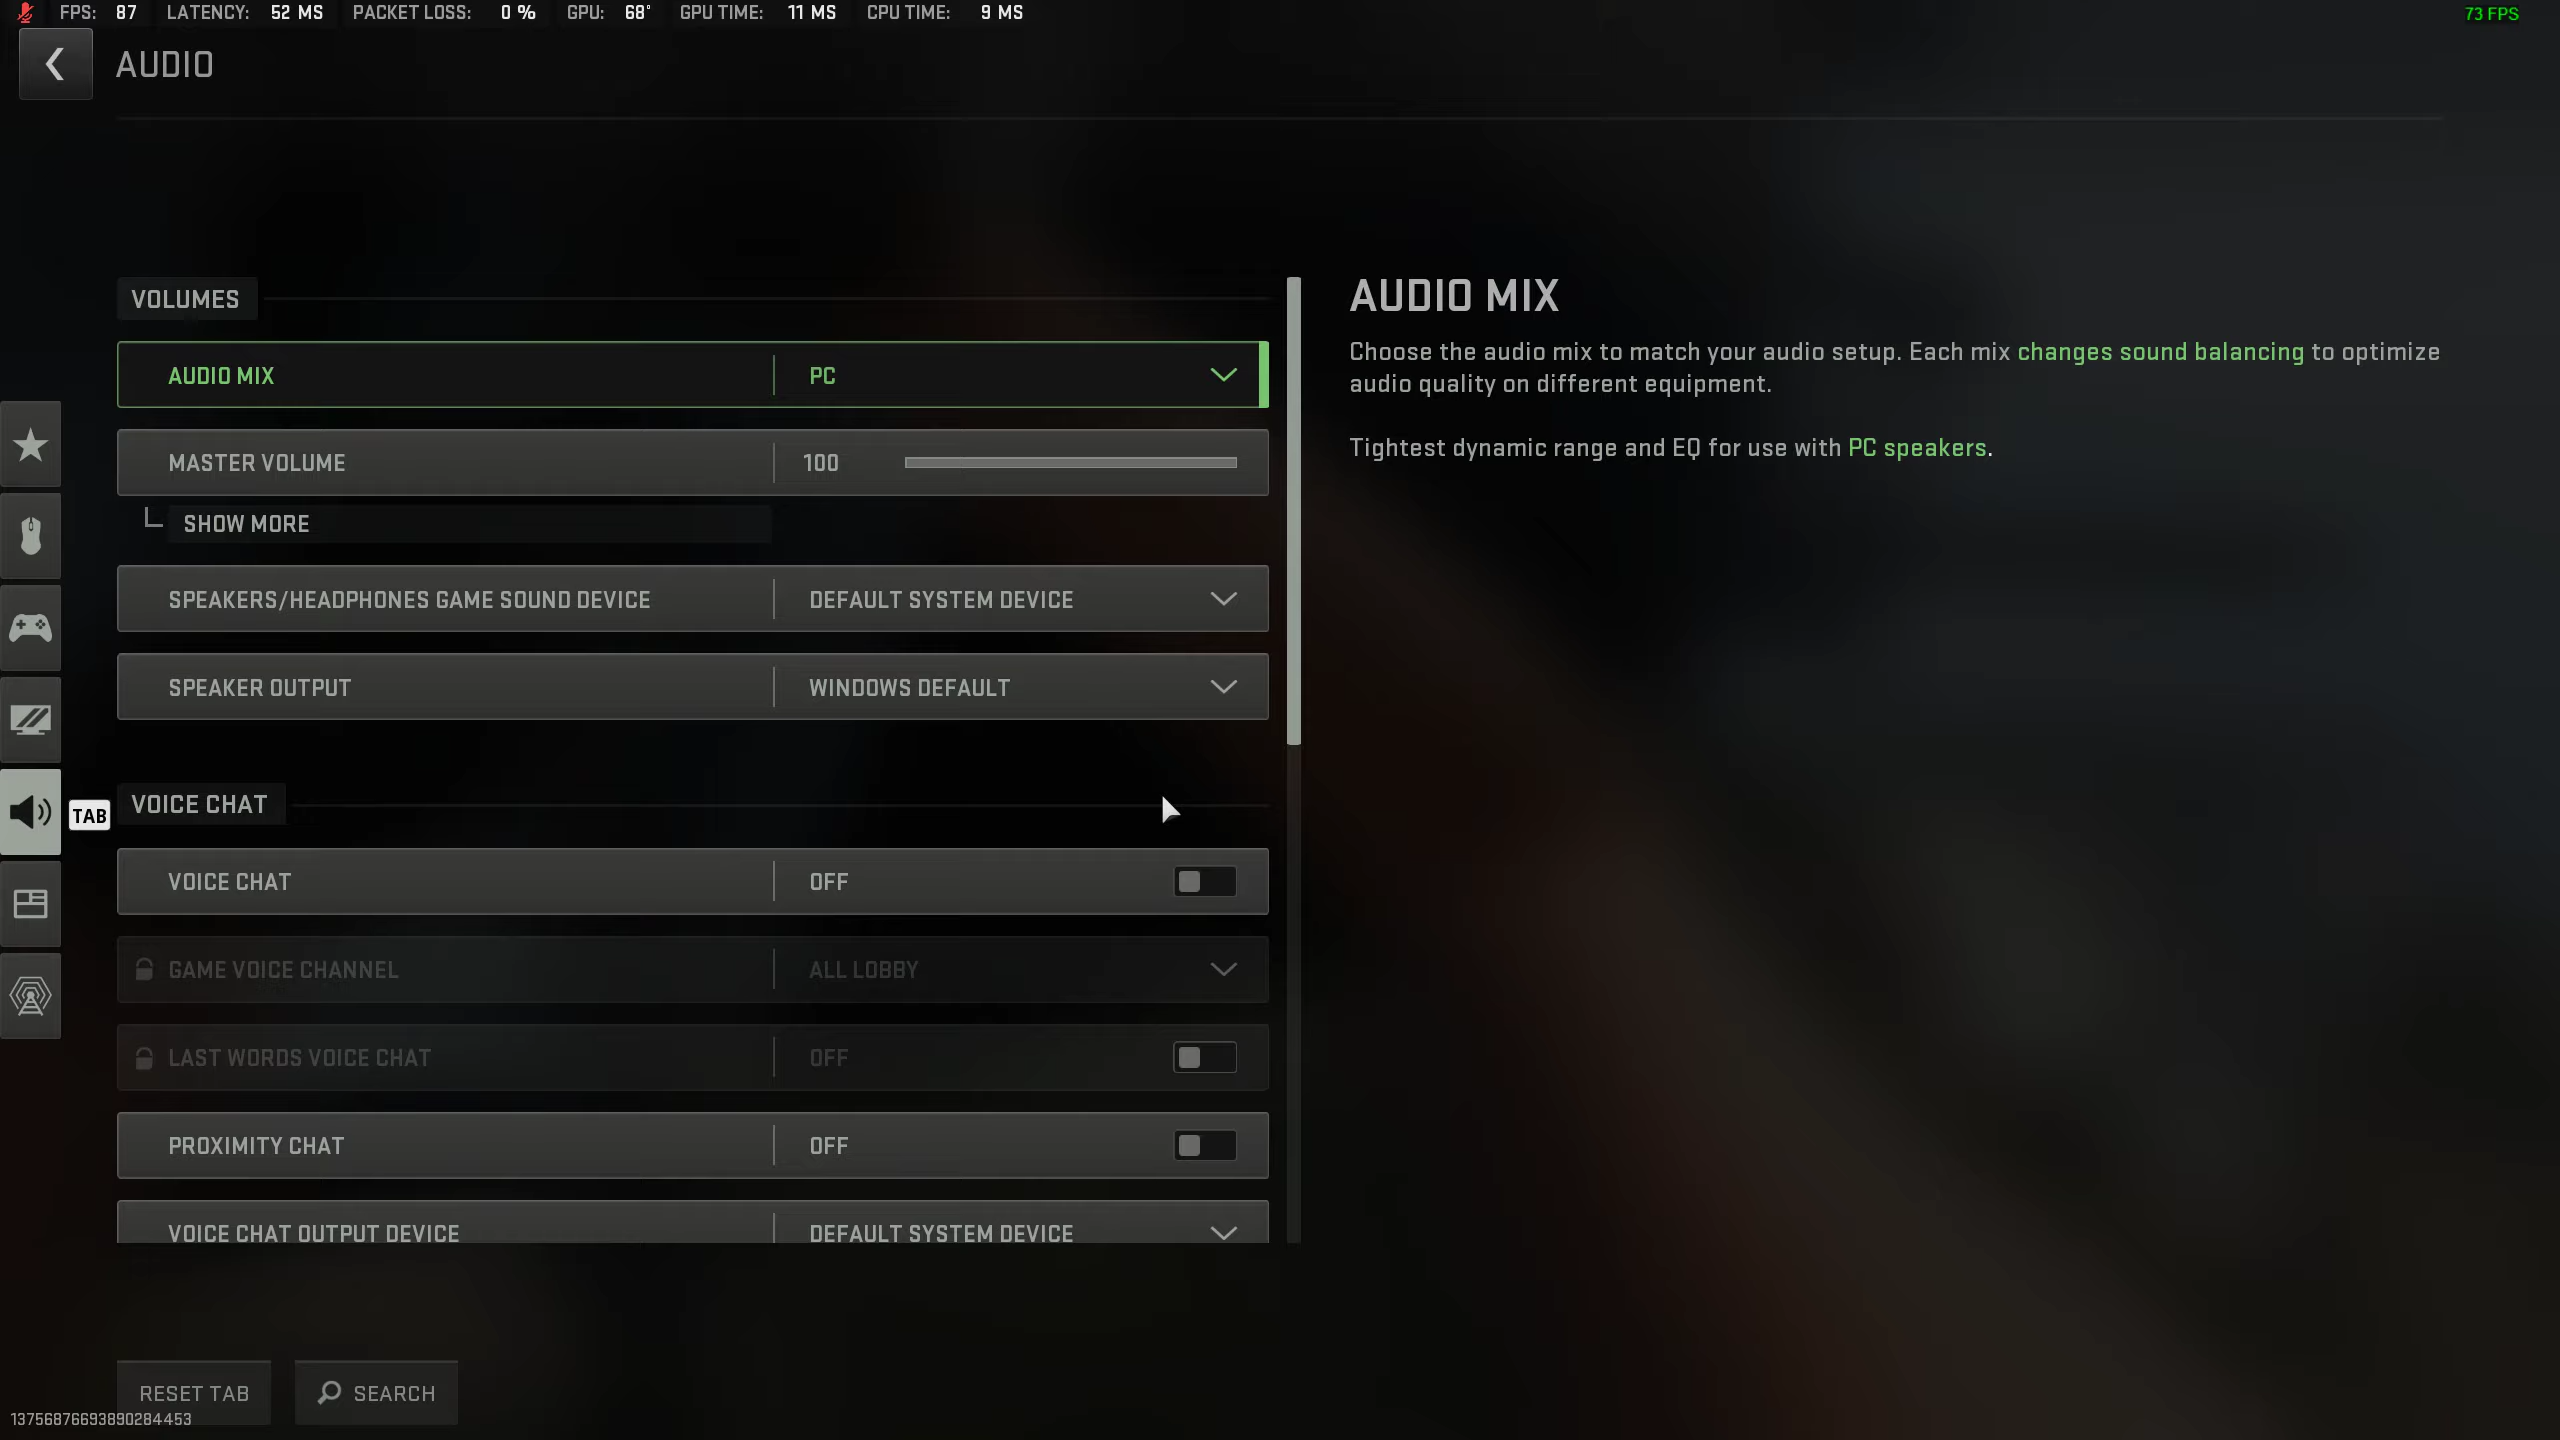 FPS: 87 LATENCY: 52 MS PACKET LOSS: 0 % GPU: 68° GPU TIME: 11 MS CPU TIME: 9 MS
73 FPS
AUDIO
VOLUMES
AUDIO MIX PC
MASTER VOLUME 100
SHOW MORE
SPEAKERS/HEADPHONES GAME SOUND DEVICE DEFAULT SYSTEM DEVICE
SPEAKER OUTPUT WINDOWS DEFAULT
TAB
VOICE CHAT
VOICE CHAT OFF
GAME VOICE CHANNEL ALL LOBBY
LAST WORDS VOICE CHAT OFF
PROXIMITY CHAT OFF
VOICE CHAT OUTPUT DEVICE DEFAULT SYSTEM DEVICE
AUDIO MIX
Choose the audio mix to match your audio setup. Each mix changes sound balancing to optimize
audio quality on different equipment.
Tightest dynamic range and EQ for use with PC speakers.
RESET TAB SEARCH
13756876693890284453